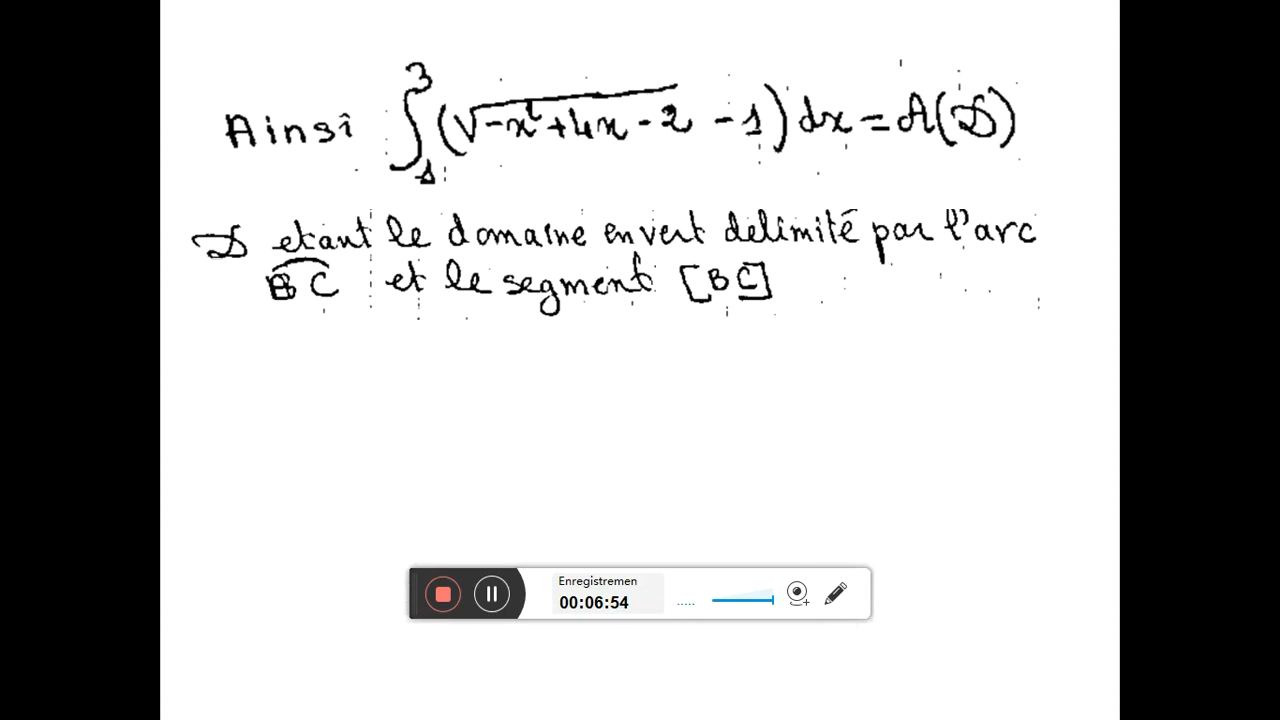 Ainsi ∫₁³ (√(-x²+4x-2) - 1) dx = A(D)
D etant le domaine en vert délimité par l'arc
BC et le segment [BC]
Enregistremen
00:06:54